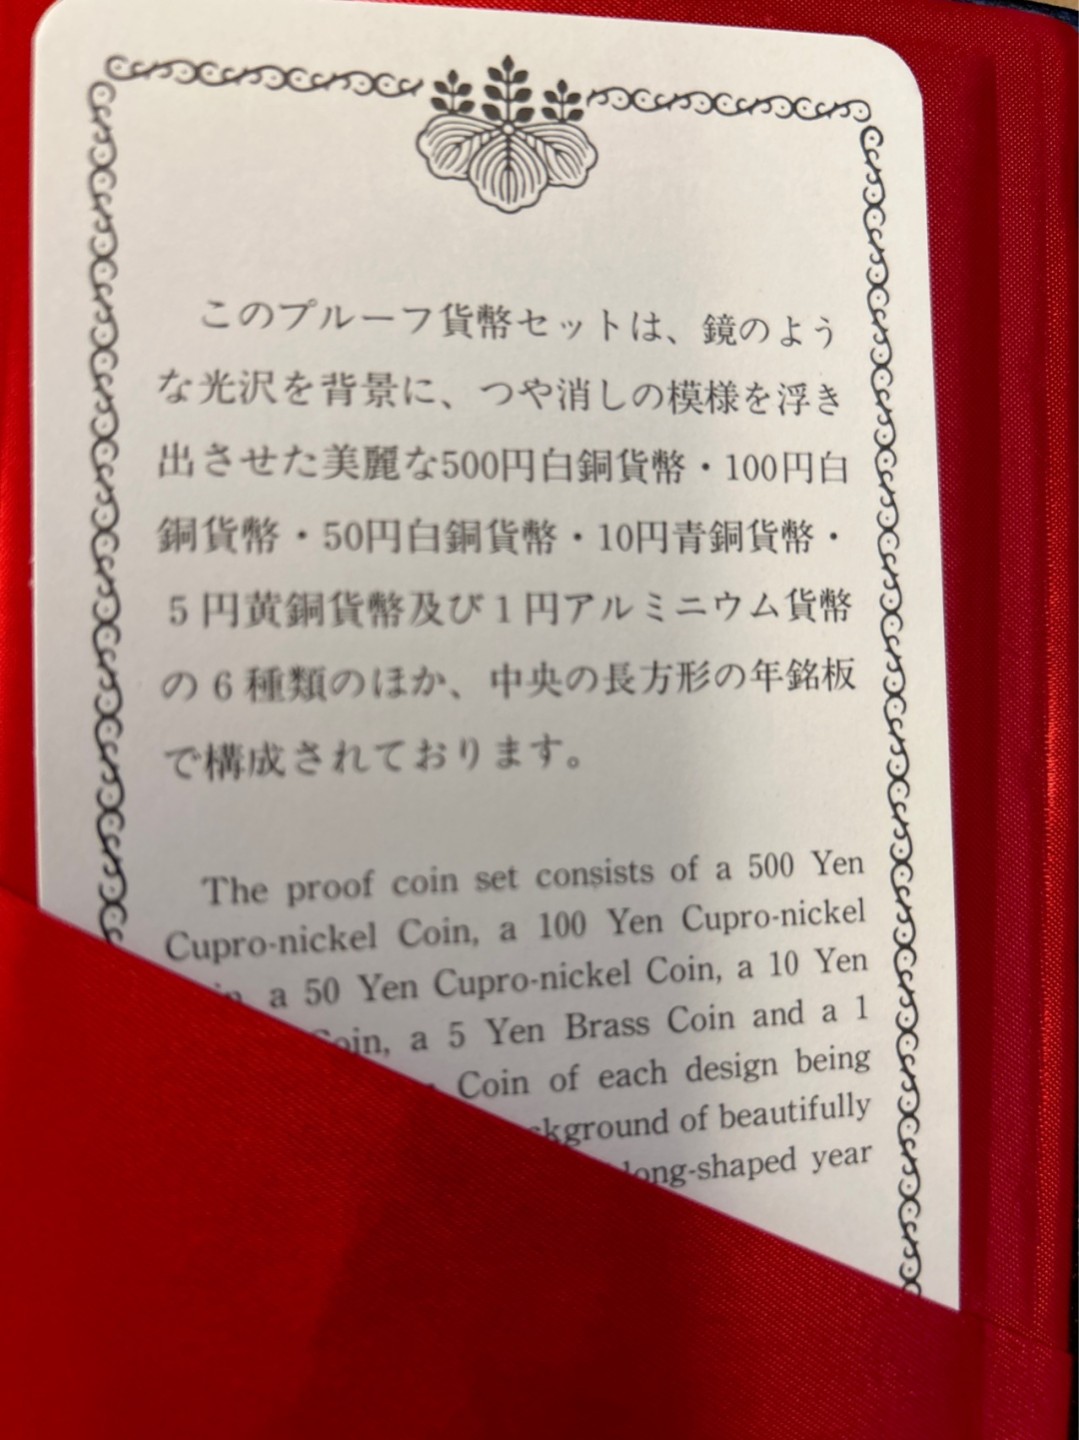 このプルーフ貨幣セットは、鏡のよう
な光沢を背景に、つや消しの模様を浮き
出させた美麗な500円白銅貨幣・100円白
銅貨幣・50円白銅貨幣・10円青銅貨幣・
5円黄銅貨幣及び1円アルミニウム貨幣
の6種類のほか、中央の長方形の年銘板
で構成されております。
The proof coin set consists of a 500 Yen
Cupro-nickel Coin, a 100 Yen Cupro-nickel
a 50 Yen Cupro-nickel Coin, a 10 Yen
Coin, a 5 Yen Brass Coin and a 1
Coin of each design being
of beautifully
year